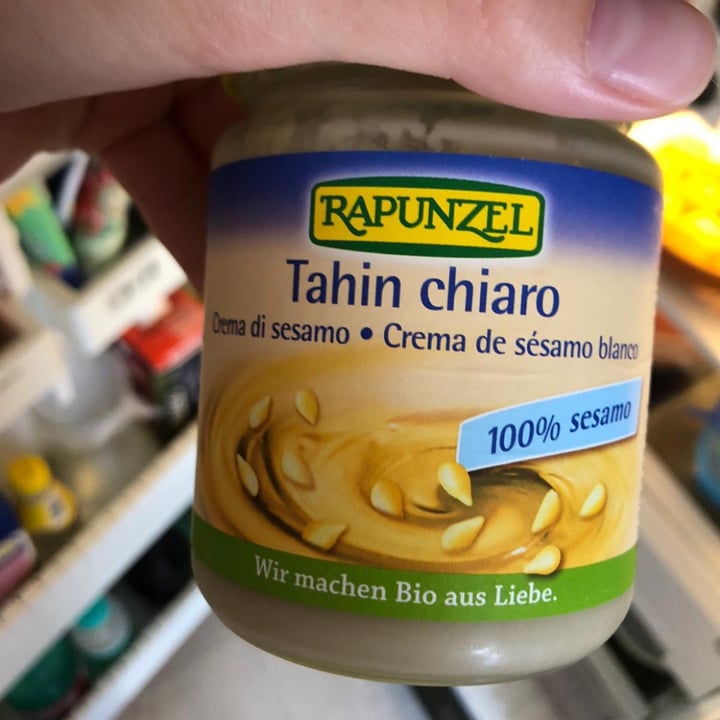 RAPUNZEL
Tahin chiaro
Crema di sesamo • Crema de sésamo blanco
100% sesamo
Wir machen Bio aus Liebe.